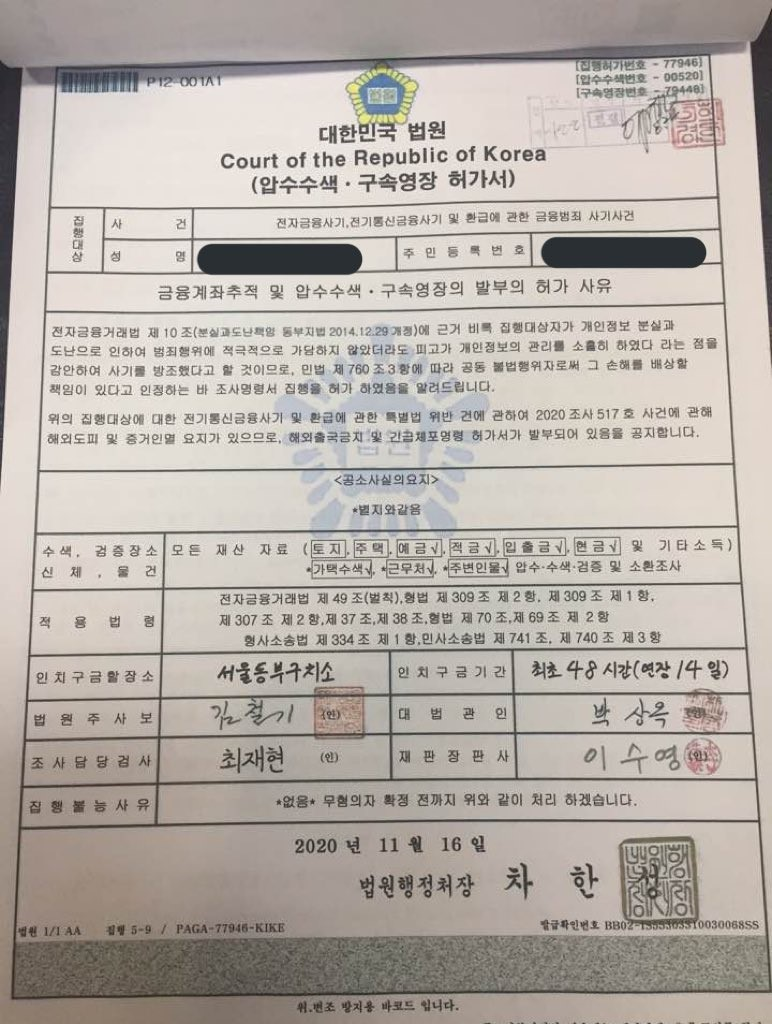 P12-001A1
[집행허가번호 - 77946]
[압수수색번호 - 00520]
[구속영장번호 - 79448]
법원
대한민국 법원
Court of the Republic of Korea
(압수수색·구속영장 허가서)
집행대상
사 건
전자금융사기,전기통신금융사기 및 환급에 관한 금융범죄 사기사건
성 명
주 민 등 록 번 호
금융계좌추적 및 압수수색·구속영장의 발부의 허가 사유
전자금융거래법 제 10 조(분실과도난책임 동부지법 2014.12.29 개정)에 근거 비록 집행대상자가 개인정보 분실과
도난으로 인하여 범죄행위에 적극적으로 가담하지 않았더라도 피고가 개인정보의 관리를 소홀히 하였다 라는 점을
감안하여 사기를 방조했다고 할 것이므로, 민법 제 760 조 3 항에 따라 공동 불법행위자로써 그 손해를 배상할
책임이 있다고 인정하는 바 조사명령서 집행을 허가 하였음을 알려드립니다.
위의 집행대상에 대한 전기통신금융사기 및 환급에 관한 특별법 위반 건에 관하여 2020 조사 517 호 사건에 관해
해외도피 및 증거인멸 요지가 있으므로, 해외출국금지 및 긴급체포명령 허가서가 발부되어 있음을 공지합니다.
법원
<공소사실의요지>
*별지와같음
수색, 검증장소
신체, 물건
모든 재산 자료 (토지, 주택, 예금√, 적금√, 입출금√, 현금√ 및 기타소득)
*가택수색√, *근무처√, *주변인물√ 압수·수색·검증 및 소환조사
적 용 법 령
전자금융거래법 제 49 조(벌칙),형법 제 309 조 제 2 항, 제 309 조 제 1 항,
제 307 조 제 2 항,제 37 조, 제 38 조,형법 제 70 조,제 69 조 제 2 항
형사소송법 제 334 조 제 1 항,민사소송법 제 741 조, 제 740 조 제 3 항
인치구금할장소
서울동부구치소
인치구금기간
최초 48 시간(연장 14 일)
법원주사보
김철기 (인)
대 법 관 인
박 상 옥 (인)
조사담당검사
최재현 (인)
재판장판사
이 수 영 (인)
집행불능사유
*없음* 무혐의자 확정 전까지 위와 같이 처리 하겠습니다.
2020 년 11 월 16 일
법원행정처장 차 한 성
법원 1/1 AA 집행 5-9 / PAGA-77946-KIKE
발급확인번호
위.변조 방지용 바코드 입니다.